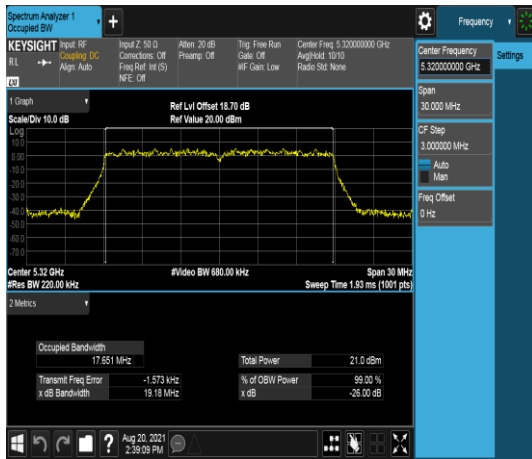 Spectrum Analyzer 1
Occupied BW
Frequency
Settings
KEYSIGHT
RL
LXI
Input: RF
Coupling: DC
Align: Auto
Input Z: 50 Ω
Corrections: Off
Freq Ref: Int (S)
NFE: Off
Atten: 20 dB
Preamp: Off
Trig: Free Run
Gate: Off
#IF Gain: Low
Center Freq: 5.320000000 GHz
Avg|Hold: 10/10
Radio Std: None
Center Frequency
5.320000000 GHz
Span
30.000 MHz
CF Step
3.000000 MHz
Auto
Man
Freq Offset
0 Hz
1 Graph
Scale/Div 10.0 dB
Ref Lvl Offset 18.70 dB
Ref Value 20.00 dBm
Log
10.0
0.00
-10.0
-20.0
-30.0
-40.0
-50.0
-60.0
-70.0
Center 5.32 GHz
#Res BW 220.00 kHz
#Video BW 680.00 kHz
Span 30 MHz
Sweep Time 1.93 ms (1001 pts)
2 Metrics
Occupied Bandwidth
17.651 MHz
Total Power 21.0 dBm
Transmit Freq Error -1.573 kHz
% of OBW Power 99.00 %
x dB Bandwidth 19.18 MHz
x dB -26.00 dB
?
Aug 20, 2021
2:39:09 PM